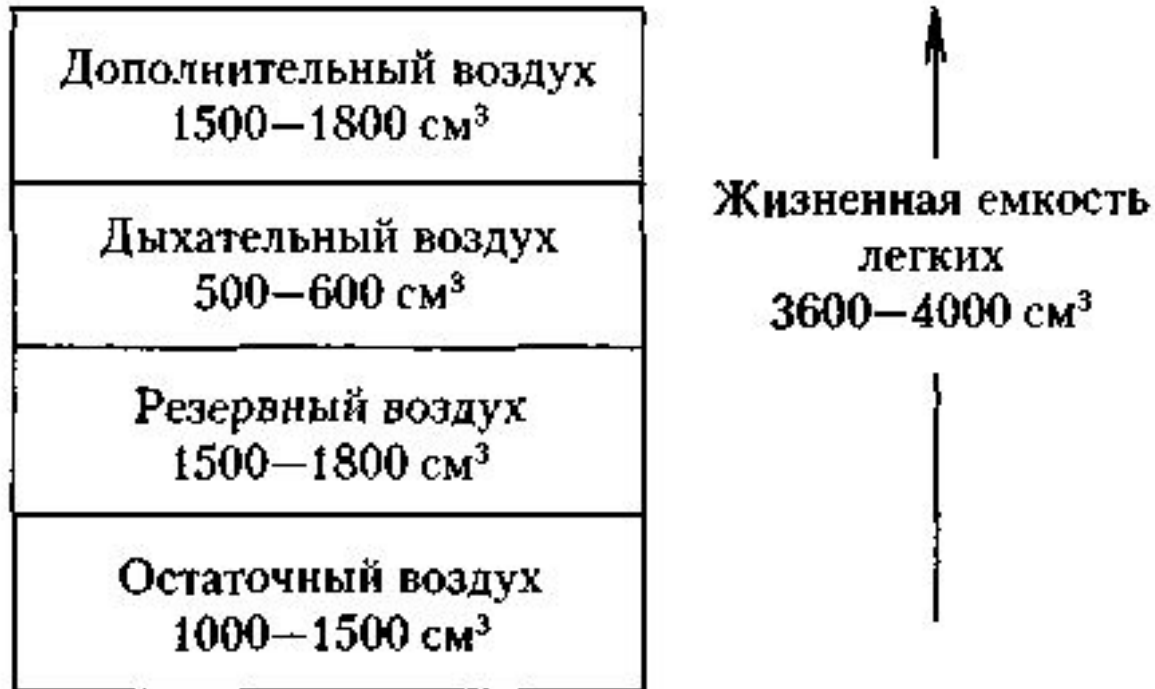 Дополнительный воздух
1500—1800 см³
Дыхательный воздух
500—600 см³
Резервный воздух
1500—1800 см³
Остаточный воздух
1000—1500 см³
Жизненная емкость
легких
3600—4000 см³